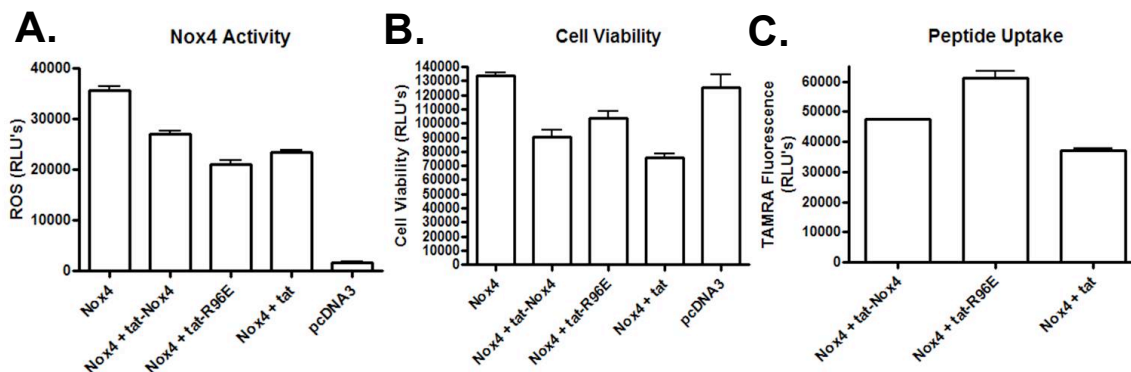 A.
Nox4 Activity
ROS (RLU's)
40000
30000
20000
10000
0
Nox4
Nox4 + tat-Nox4
Nox4 + tat-R96E
Nox4 + tat
pcDNA3
B.
Cell Viability
Cell Viability (RLU's)
140000
130000
120000
110000
100000
90000
80000
70000
60000
50000
40000
30000
20000
10000
0
Nox4
Nox4 + tat-Nox4
Nox4 + tat-R96E
Nox4 + tat
pcDNA3
C.
Peptide Uptake
TAMRA Fluorescence
(RLU's)
60000
50000
40000
30000
20000
10000
0
Nox4 + tat-Nox4
Nox4 + tat-R96E
Nox4 + tat